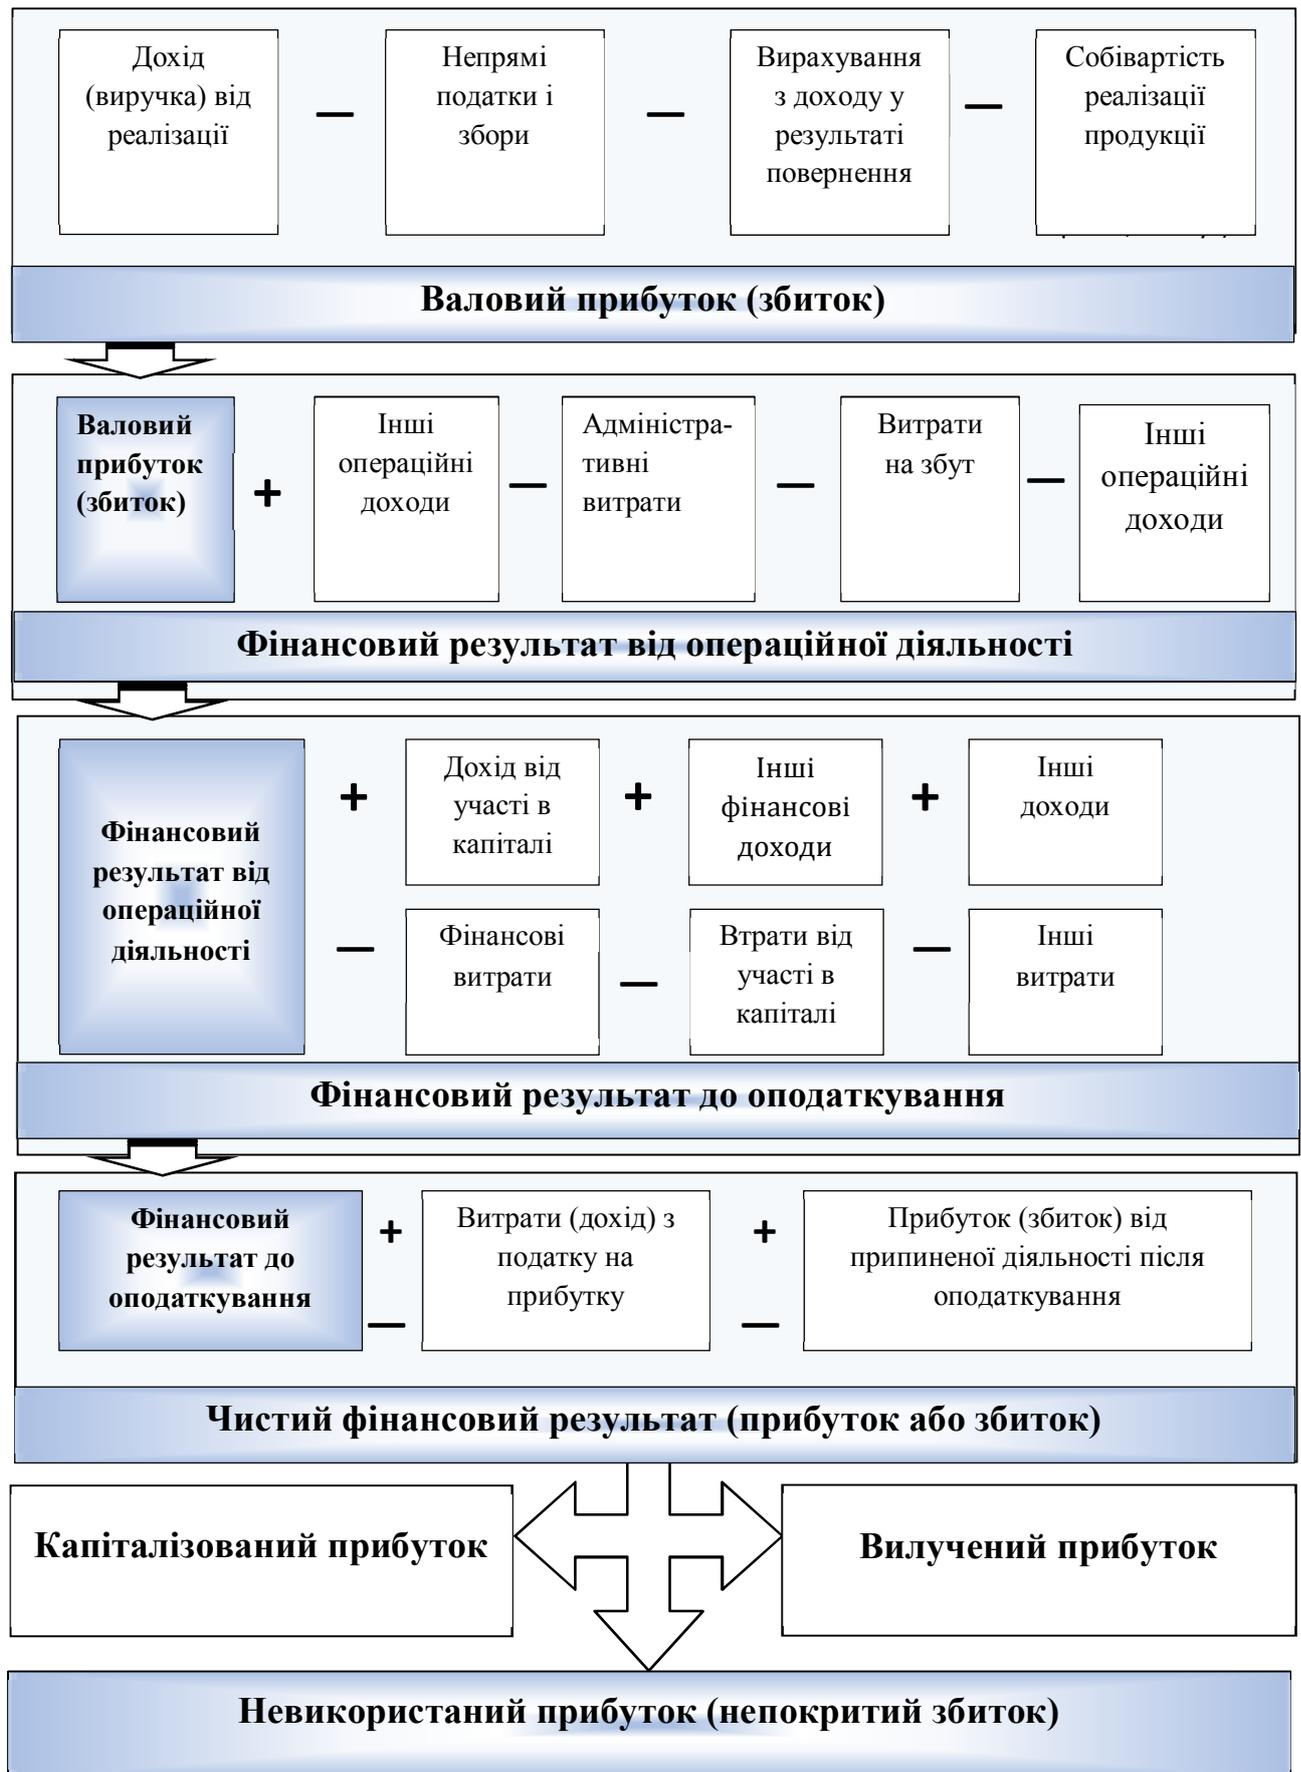 Дохід
(виручка) від
реалізації
—
Непрямі
податки і
збори
—
Вирахування
з доходу у
результаті
повернення
—
Собівартість
реалізації
продукції
Валовий прибуток (збиток)
Валовий
прибуток
(збиток)
+
Інші
операційні
доходи
—
Адміністра-
тивні
витрати
—
Витрати
на збут
—
Інші
операційні
доходи
Фінансовий результат від операційної діяльності
Фінансовий
результат від
операційної
діяльності
+
Дохід від
участі в
капіталі
+
Інші
фінансові
доходи
+
Інші
доходи
—
Фінансові
витрати
—
Втрати від
участі в
капіталі
—
Інші
витрати
Фінансовий результат до оподаткування
Фінансовий
результат до
оподаткування
+
—
Витрати (дохід) з
податку на
прибутку
+
—
Прибуток (збиток) від
припиненої діяльності після
оподаткування
Чистий фінансовий результат (прибуток або збиток)
Капіталізований прибуток
Вилучений прибуток
Невикористаний прибуток (непокритий збиток)